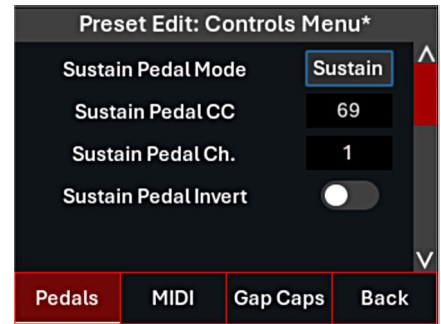 Preset Edit: Controls Menu*
Sustain Pedal Mode Sustain
Sustain Pedal CC 69
Sustain Pedal Ch. 1
Sustain Pedal Invert
Pedals MIDI Gap Caps Back